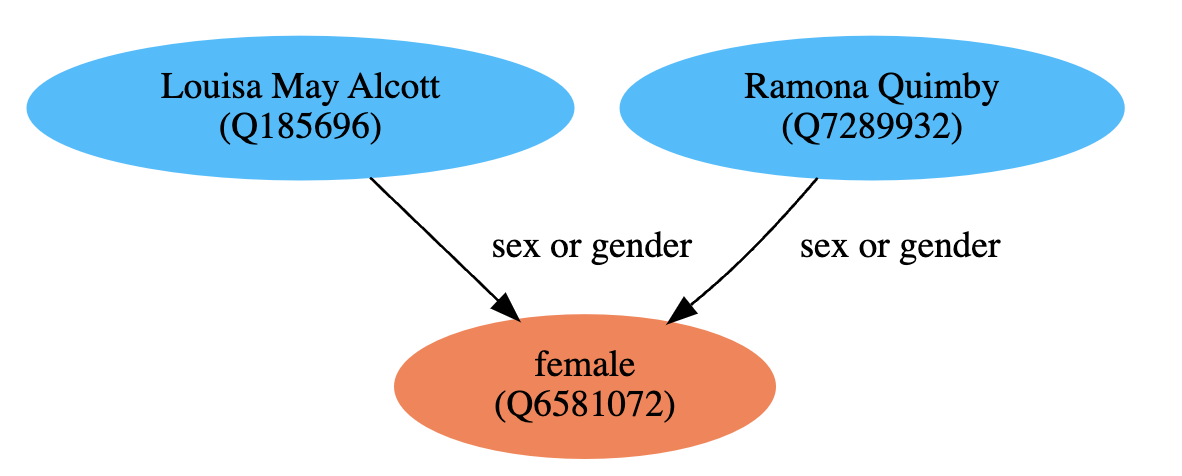 Louisa May Alcott
(Q185696)
Ramona Quimby
(Q7289932)
sex or gender
sex or gender
female
(Q6581072)